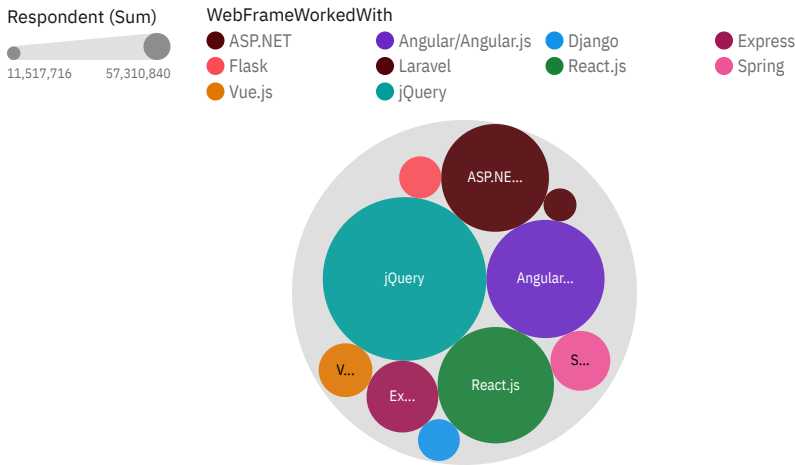 Respondent (Sum)
11,517,716 57,310,840
WebFrameWorkedWith
ASP.NET Angular/Angular.js Django Express
Flask Laravel React.js Spring
Vue.js jQuery
ASP.NE...
jQuery
Angular...
S...
V...
React.js
Ex...